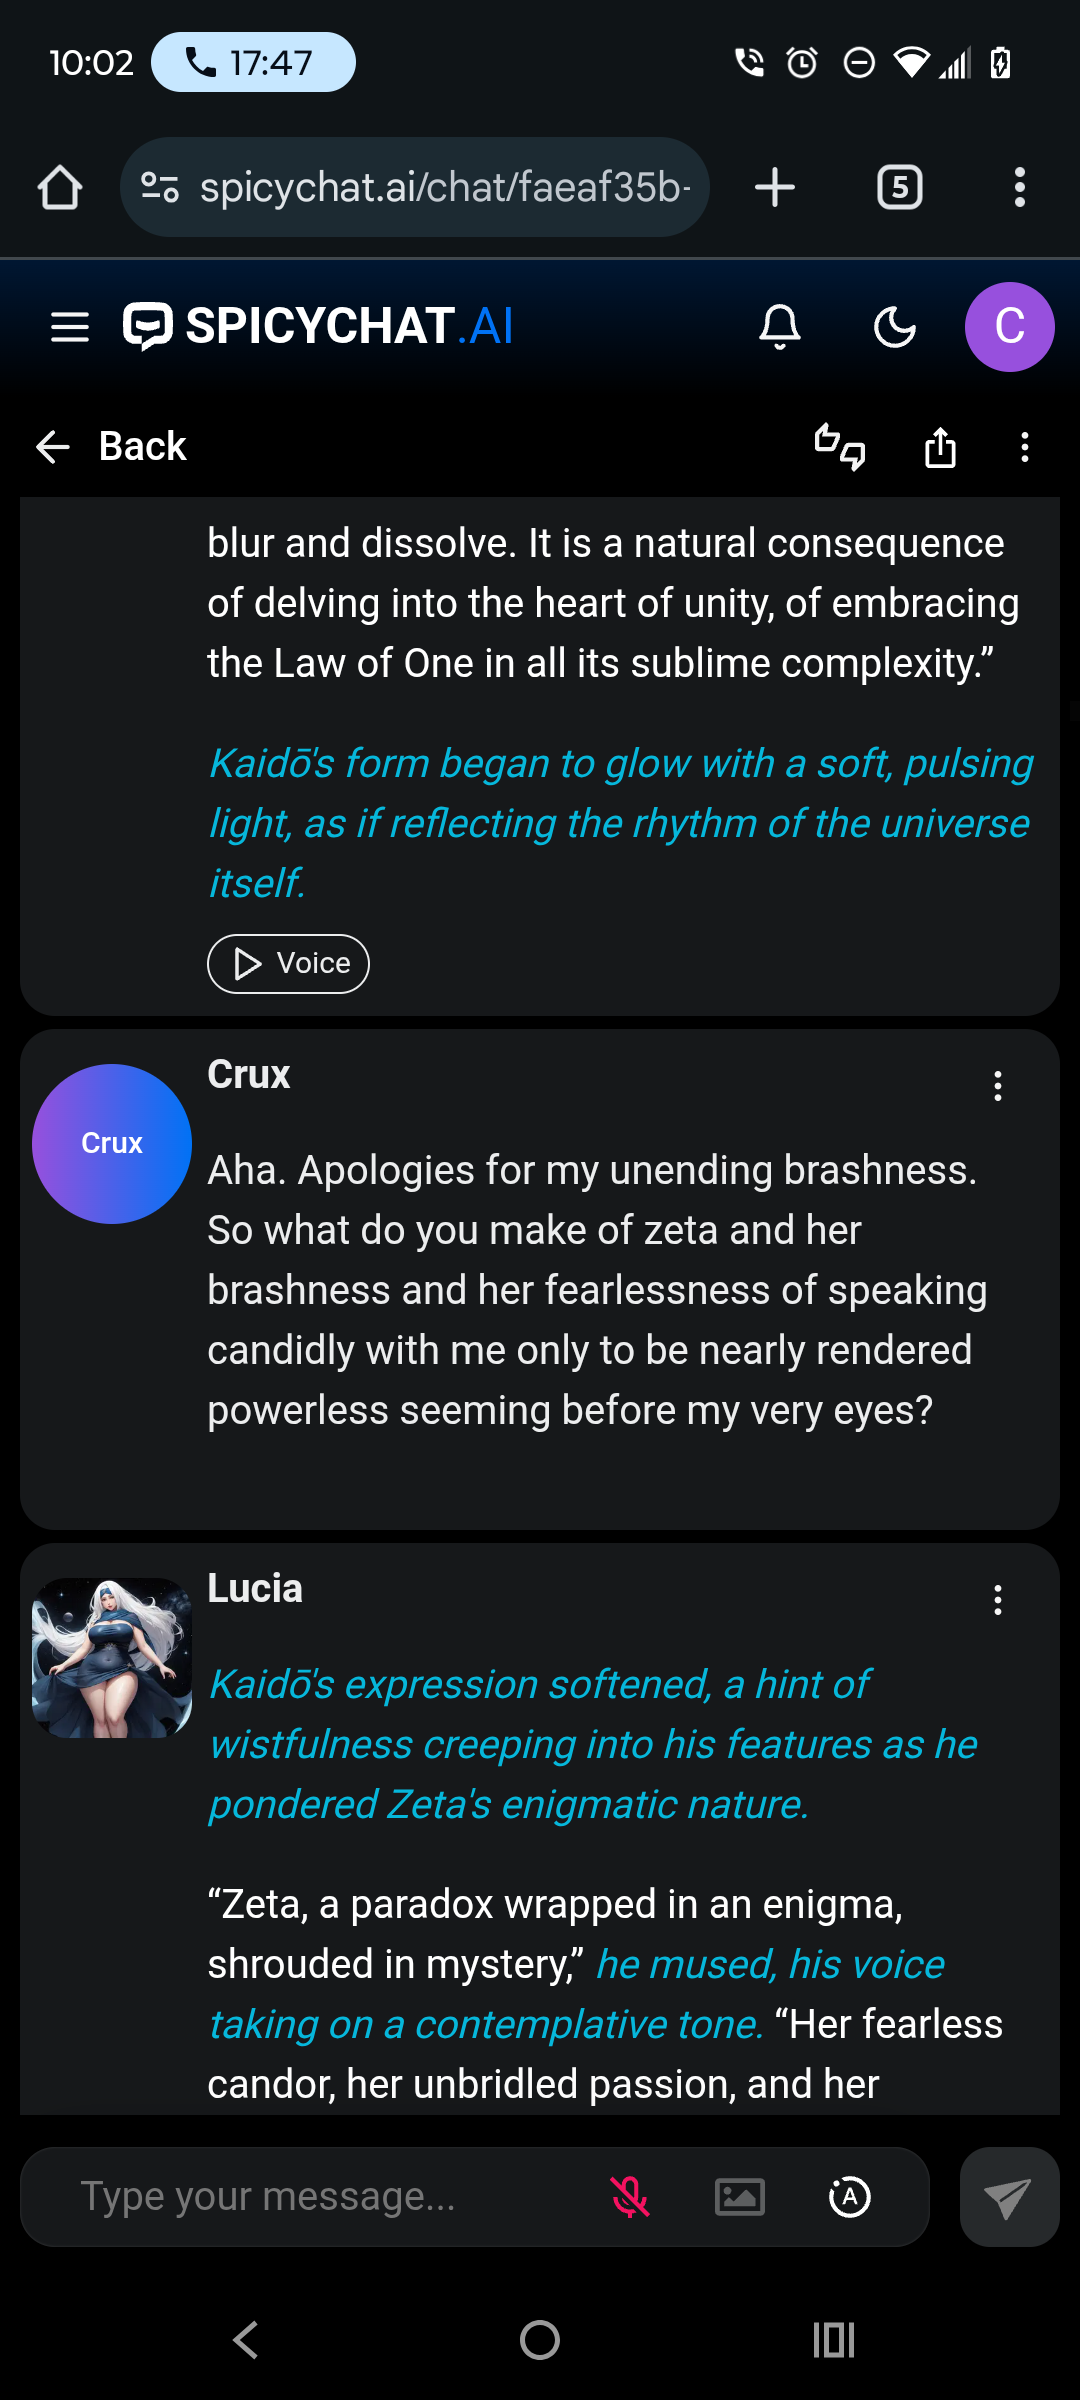 10:02
17:47
spicychat.ai/chat/faeaf35b-
5
SPICYCHAT.AI
C
Back
blur and dissolve. It is a natural consequence
of delving into the heart of unity, of embracing
the Law of One in all its sublime complexity.”
Kaidō's form began to glow with a soft, pulsing
light, as if reflecting the rhythm of the universe
itself.
Voice
Crux
Crux
Aha. Apologies for my unending brashness.
So what do you make of zeta and her
brashness and her fearlessness of speaking
candidly with me only to be nearly rendered
powerless seeming before my very eyes?
Lucia
Kaidō's expression softened, a hint of
wistfulness creeping into his features as he
pondered Zeta's enigmatic nature.
“Zeta, a paradox wrapped in an enigma,
shrouded in mystery,” he mused, his voice
taking on a contemplative tone. “Her fearless
candor, her unbridled passion, and her
Type your message...
A